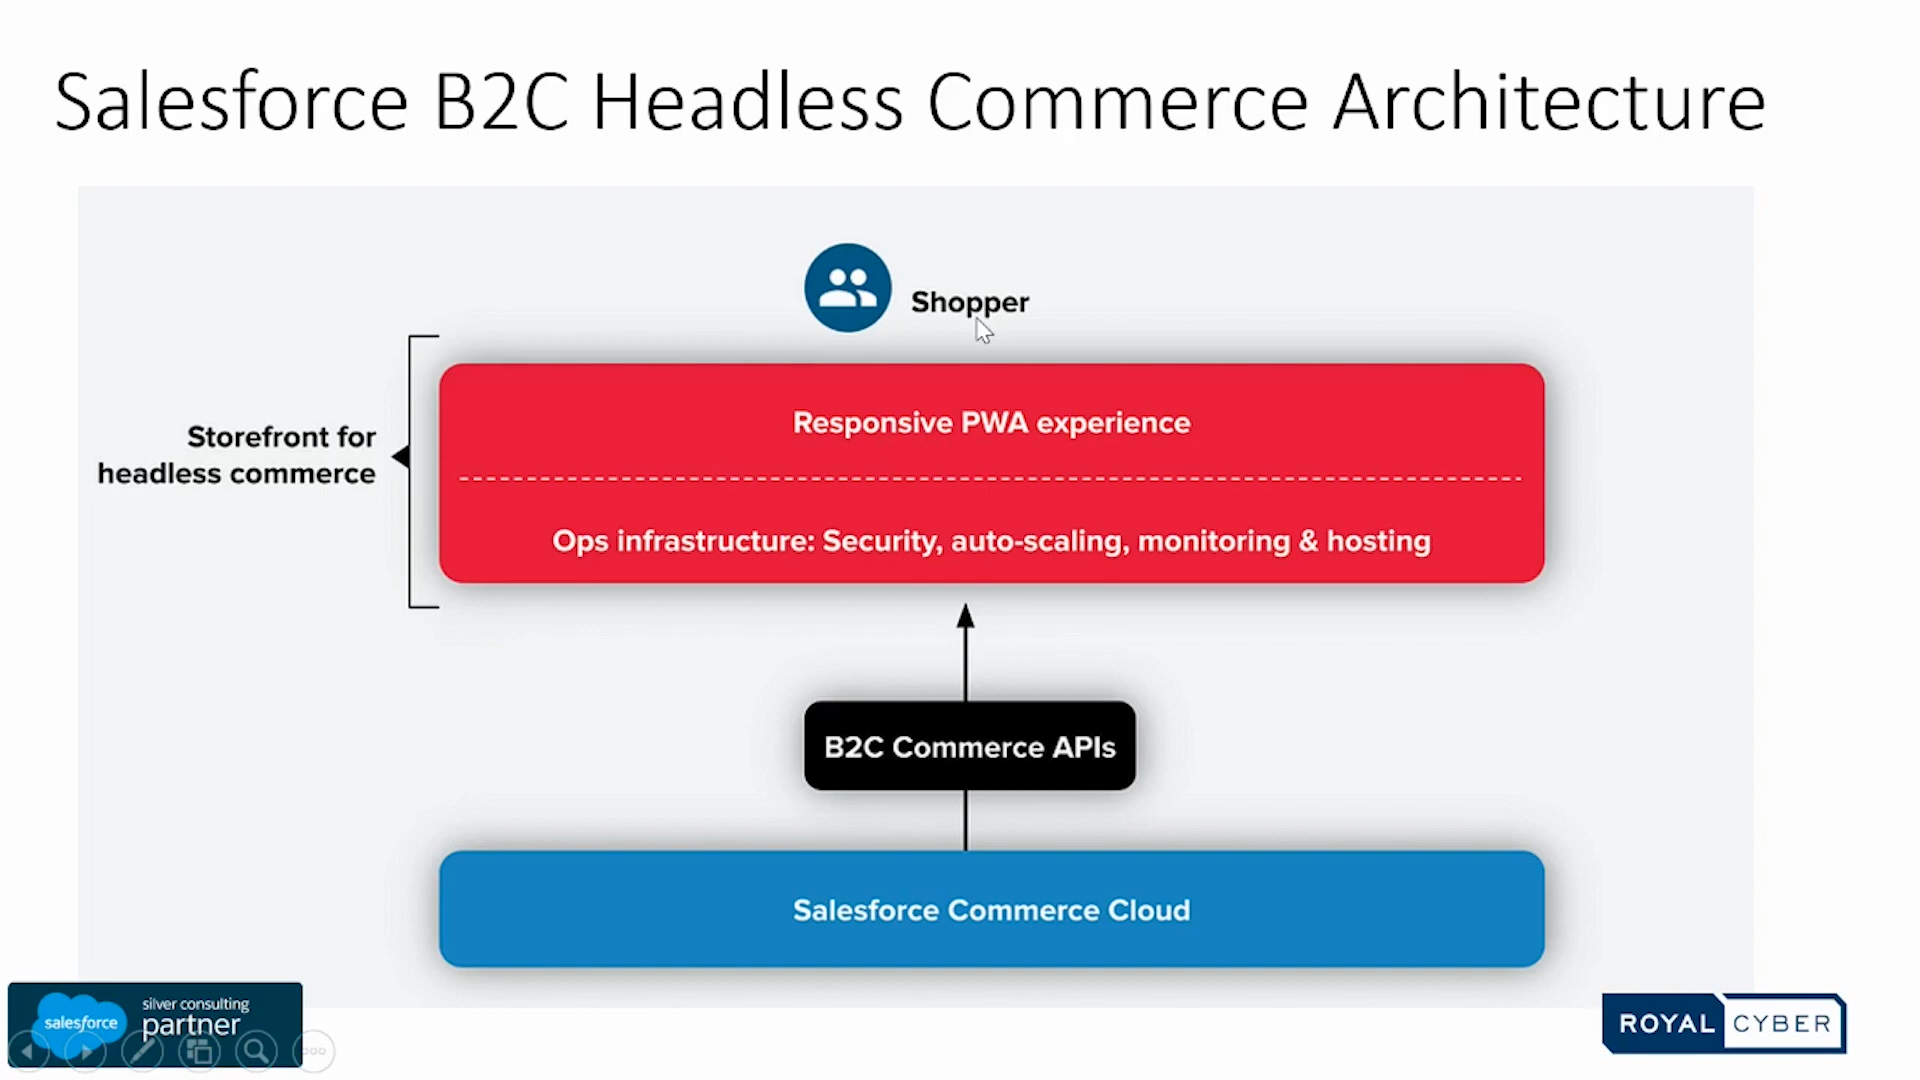 Salesforce B2C Headless Commerce Architecture
Shopper
Storefront for
headless commerce
Responsive PWA experience
Ops infrastructure: Security, auto-scaling, monitoring & hosting
B2C Commerce APIs
Salesforce Commerce Cloud
salesforce
silver consulting
partner
ROYAL CYBER